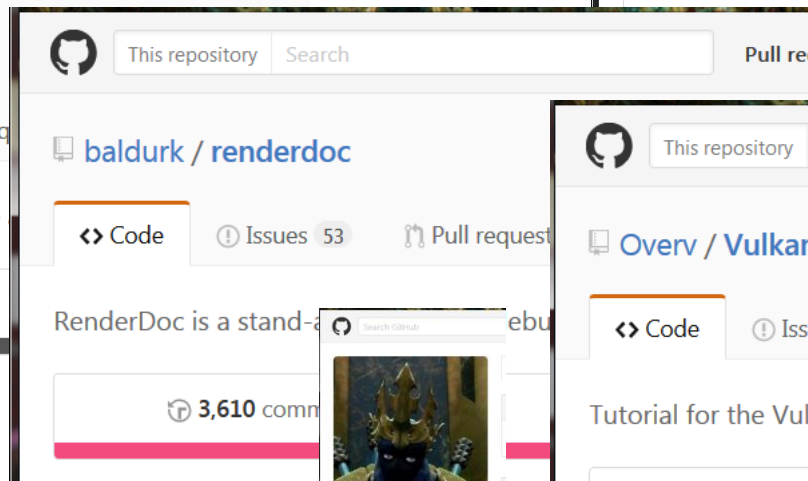 This repository Search Pull re
baldurk / renderdoc
Code Issues 53 Pull request
RenderDoc is a stand-a
ebu
3,610 comm
Search GitHub
This repository
Overv / Vulkan
Code Iss
Tutorial for the Vul